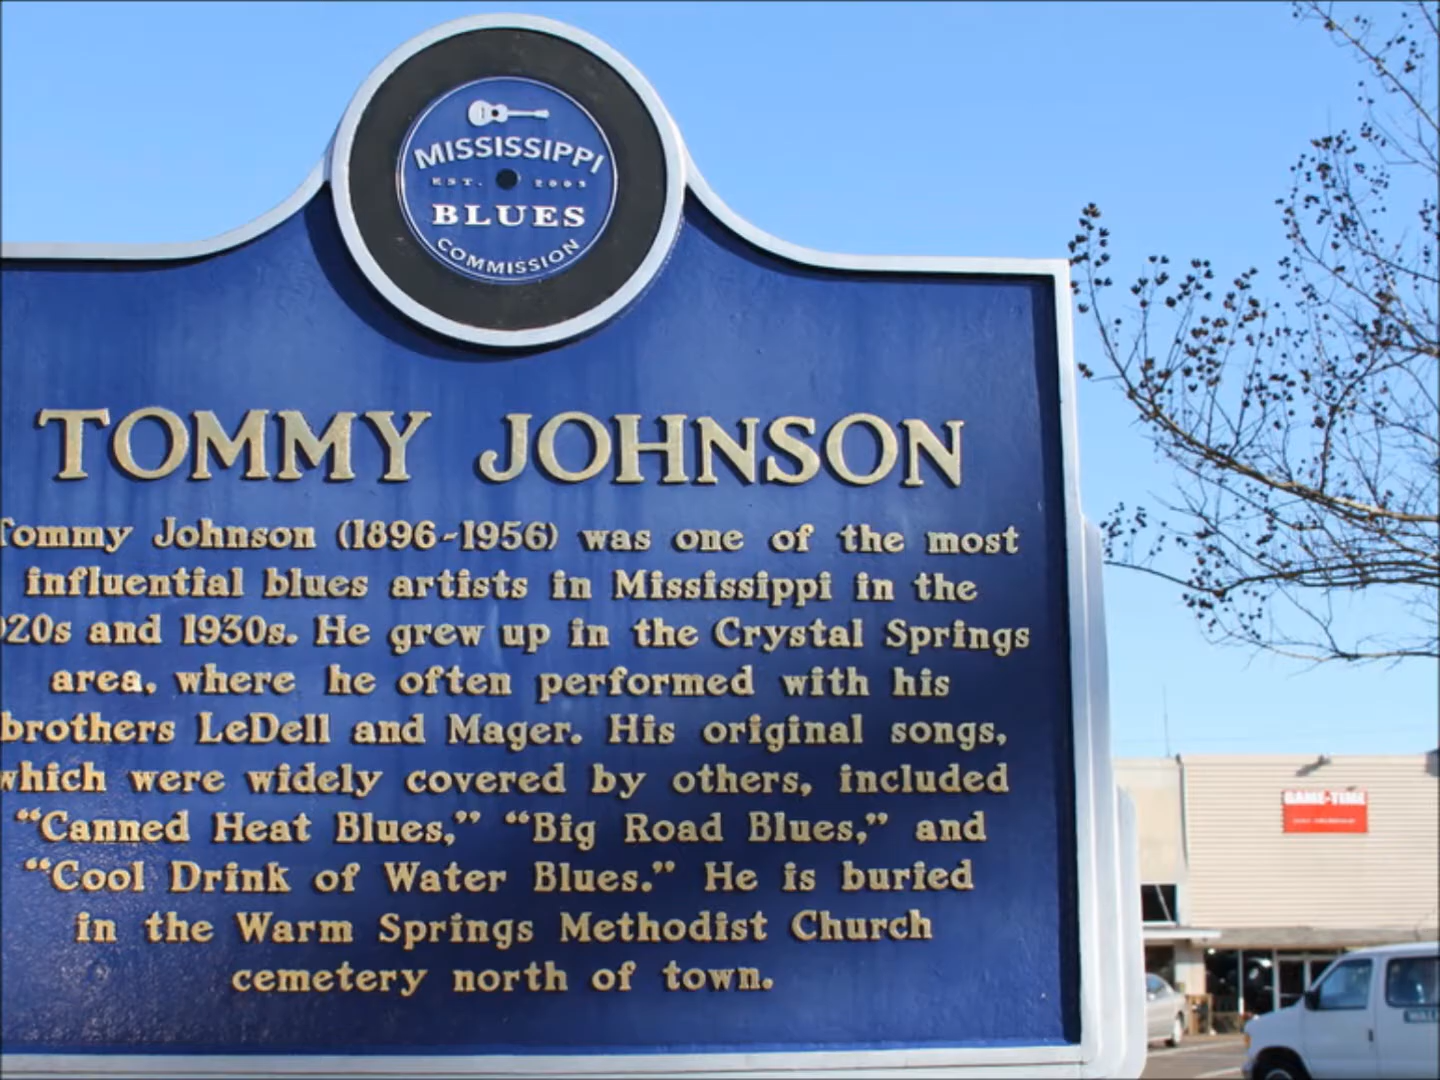 MISSISSIPPI
EST. 2003
BLUES
COMMISSION
TOMMY JOHNSON
Tommy Johnson (1896-1956) was one of the most
influential blues artists in Mississippi in the
920s and 1930s. He grew up in the Crystal Springs
area, where he often performed with his
brothers LeDell and Mager. His original songs,
which were widely covered by others, included
“Canned Heat Blues,” “Big Road Blues,” and
“Cool Drink of Water Blues.” He is buried
in the Warm Springs Methodist Church
cemetery north of town.
GAME-TIME